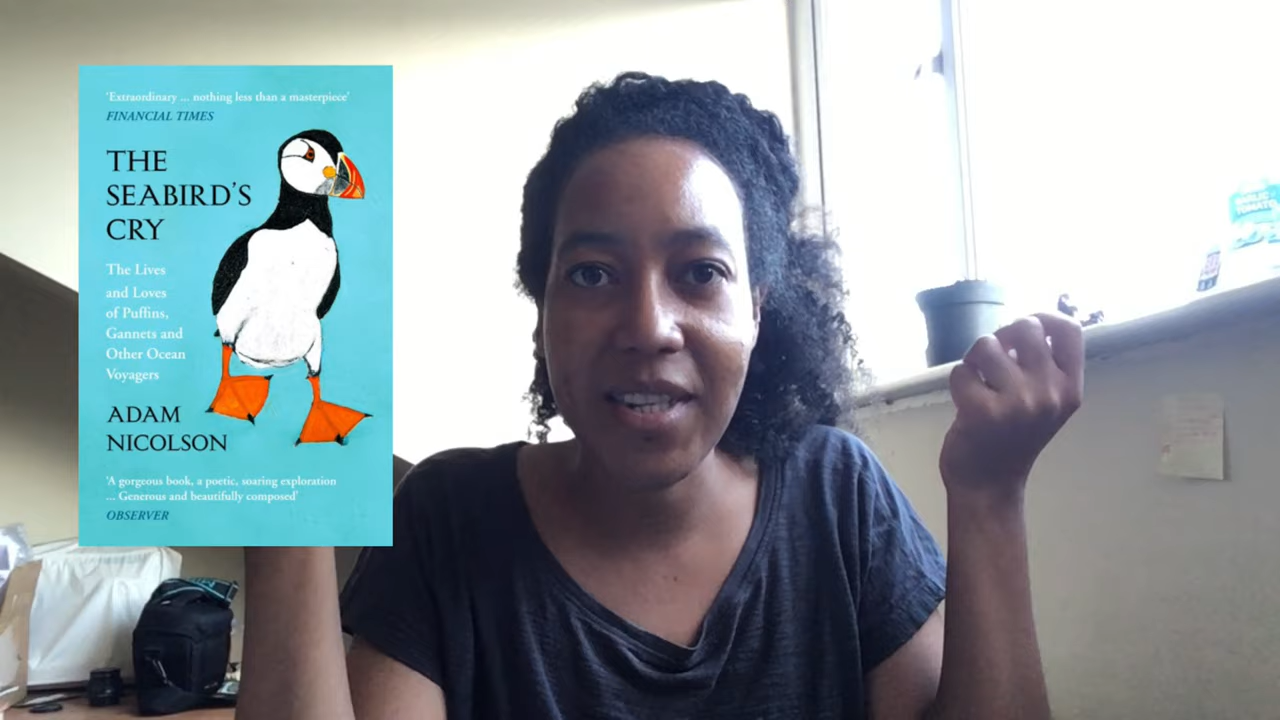 'Extraordinary ... nothing less than a masterpiece'
FINANCIAL TIMES
THE
SEABIRD'S
CRY
The Lives
and Loves
of Puffins,
Gannets and
Other Ocean
Voyagers
ADAM
NICOLSON
'A gorgeous book, a poetic, soaring exploration
... Generous and beautifully composed'
OBSERVER
TOMATO